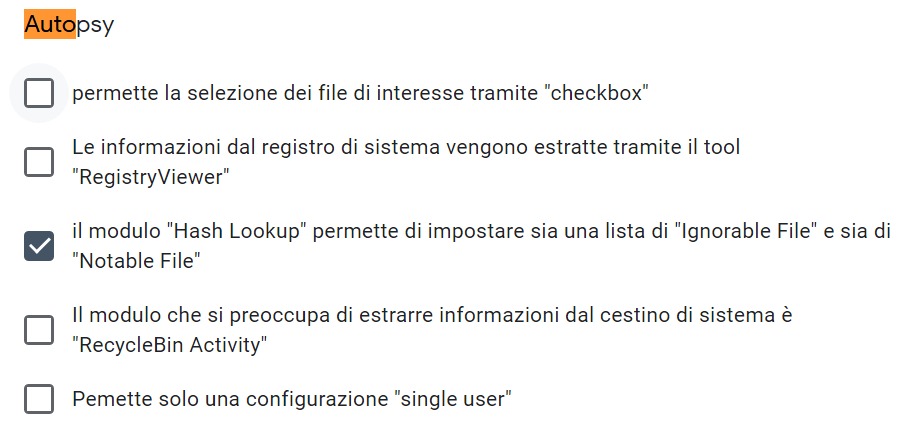 Autopsy
permette la selezione dei file di interesse tramite "checkbox"
Le informazioni dal registro di sistema vengono estratte tramite il tool
"RegistryViewer"
il modulo "Hash Lookup" permette di impostare sia una lista di "Ignorable File" e sia di
"Notable File"
Il modulo che si preoccupa di estrarre informazioni dal cestino di sistema è
"RecycleBin Activity"
Pemette solo una configurazione "single user"